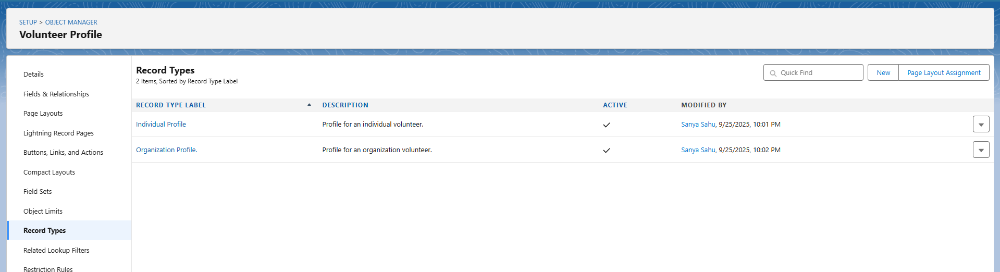 SETUP > OBJECT MANAGER
Volunteer Profile
Details
Fields & Relationships
Page Layouts
Lightning Record Pages
Buttons, Links, and Actions
Compact Layouts
Field Sets
Object Limits
Record Types
Related Lookup Filters
Restriction Rules
Record Types
2 Items, Sorted by Record Type Label
Quick Find
New
Page Layout Assignment
RECORD TYPE LABEL DESCRIPTION ACTIVE MODIFIED BY
Individual Profile Profile for an individual volunteer. Sanya Sahu, 9/25/2025, 10:01 PM
Organization Profile. Profile for an organization volunteer. Sanya Sahu, 9/25/2025, 10:02 PM